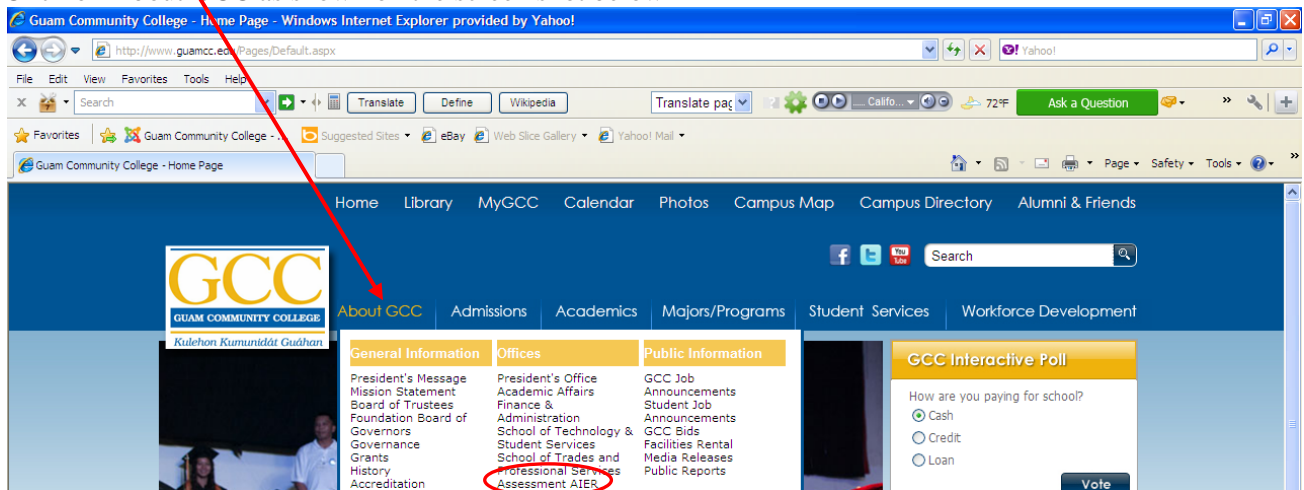 Guam Community College - Home Page - Windows Internet Explorer provided by Yahoo!
http://www.guamcc.edu/Pages/Default.aspx
Yahoo!
File Edit View Favorites Tools Help
Search Translate Define Wikipedia Translate pag Califo... 72°F Ask a Question
Favorites Guam Community College - ... Suggested Sites eBay Web Slice Gallery Yahoo! Mail
Guam Community College - Home Page Page Safety Tools
Home Library MyGCC Calendar Photos Campus Map Campus Directory Alumni & Friends
You Tube Search
GCC
GUAM COMMUNITY COLLEGE
Kulehon Kumunidåt Guåhan
About GCC Admissions Academics Majors/Programs Student Services Workforce Development
General Information
President's Message
Mission Statement
Board of Trustees
Foundation Board of
Governors
Governance
Grants
History
Accreditation
Offices
President's Office
Academic Affairs
Finance &
Administration
School of Technology &
Student Services
School of Trades and
Professional Services
Assessment AIER
Public Information
GCC Job
Announcements
Student Job
Announcements
GCC Bids
Facilities Rental
Media Releases
Public Reports
GCC Interactive Poll
How are you paying for school?
Cash
Credit
Loan
Vote